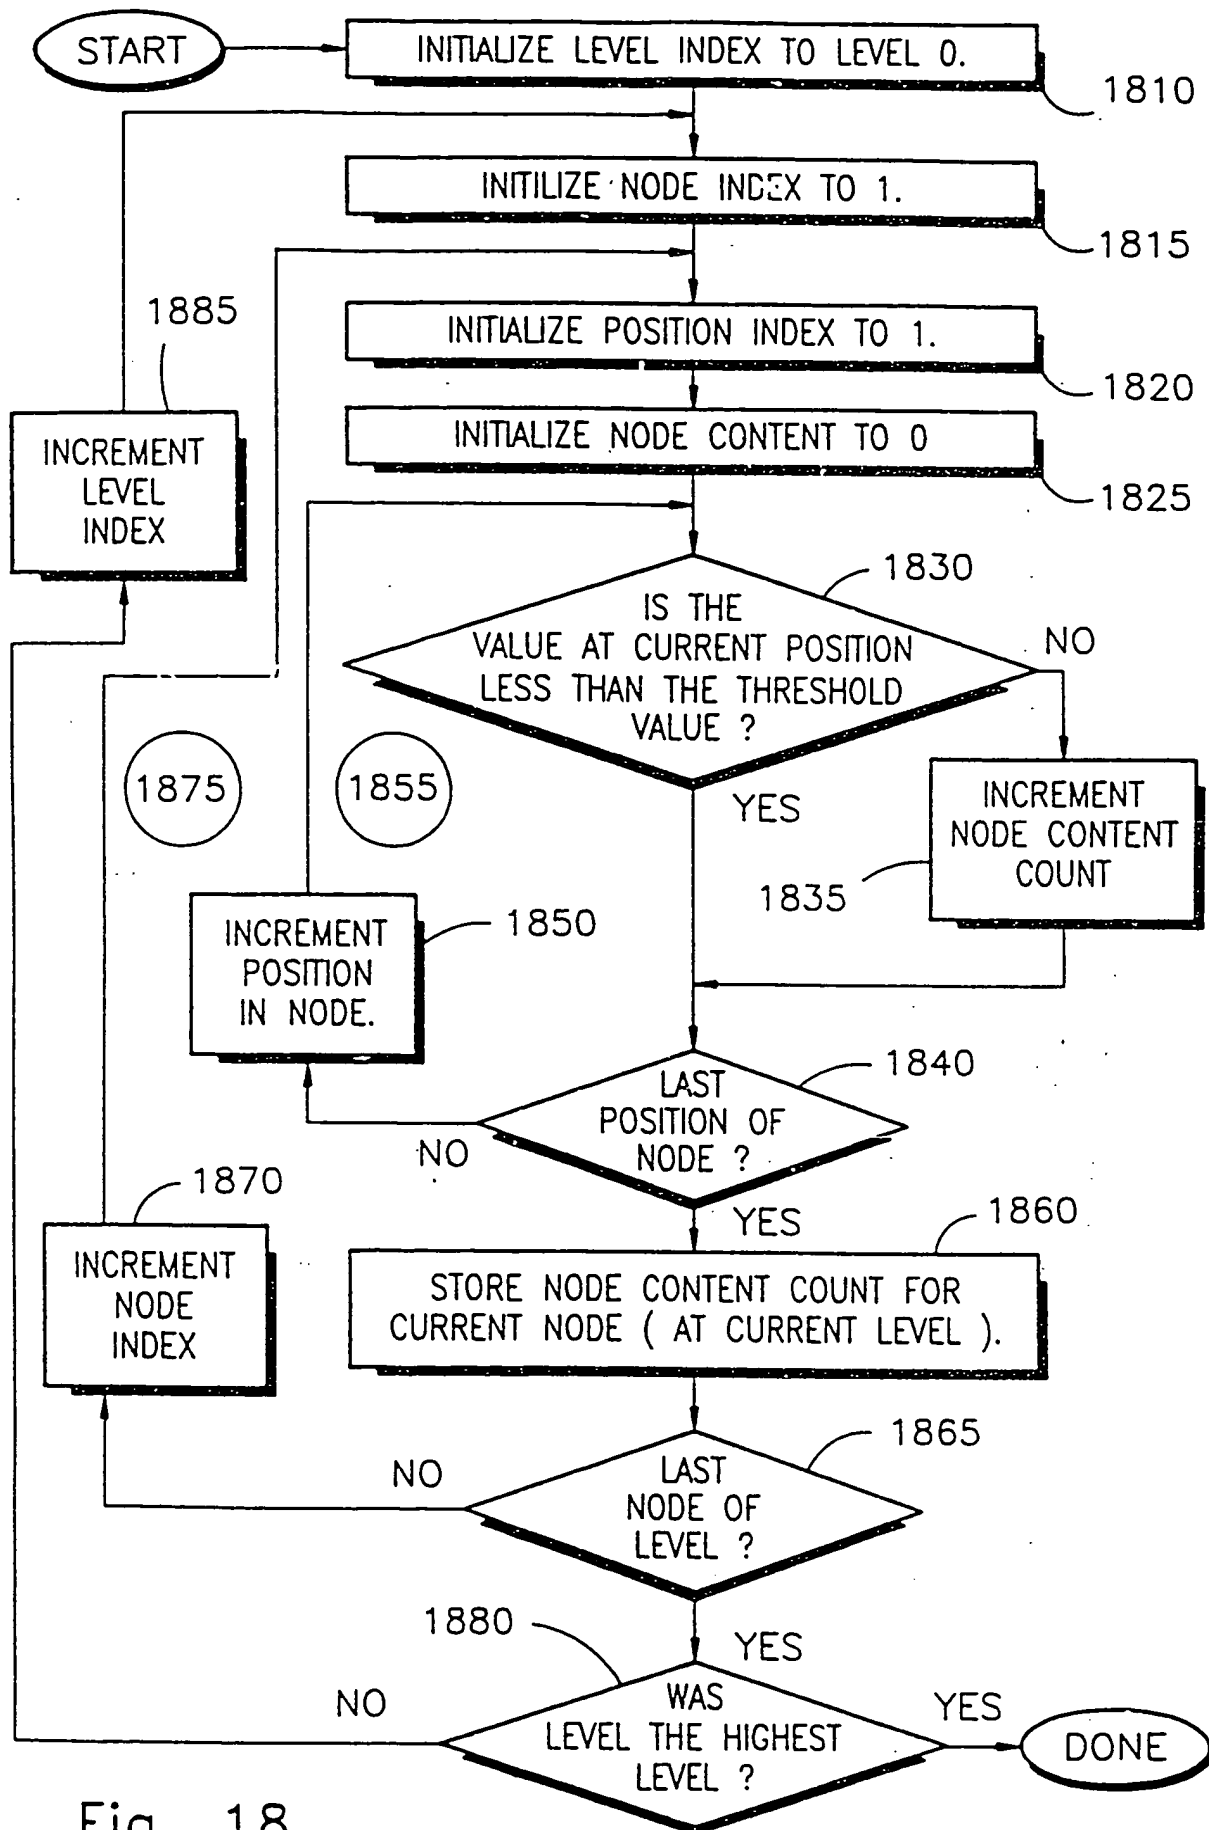 START
INITIALIZE LEVEL INDEX TO LEVEL 0.
1810
INITILIZE NODE INDEX TO 1.
1815
1885
INITIALIZE POSITION INDEX TO 1.
1820
INCREMENT
LEVEL
INDEX
INITIALIZE NODE CONTENT TO 0
1825
1830
IS THE
VALUE AT CURRENT POSITION
LESS THAN THE THRESHOLD
VALUE ?
NO
YES
1875
1855
INCREMENT
NODE CONTENT
COUNT
1835
INCREMENT
POSITION
IN NODE.
1850
1840
LAST
POSITION OF
NODE ?
NO
YES
1870
INCREMENT
NODE
INDEX
1860
STORE NODE CONTENT COUNT FOR
CURRENT NODE ( AT CURRENT LEVEL ).
1865
LAST
NODE OF
LEVEL ?
NO
YES
1880
WAS
LEVEL THE HIGHEST
LEVEL ?
NO
YES
DONE
Fig. 18